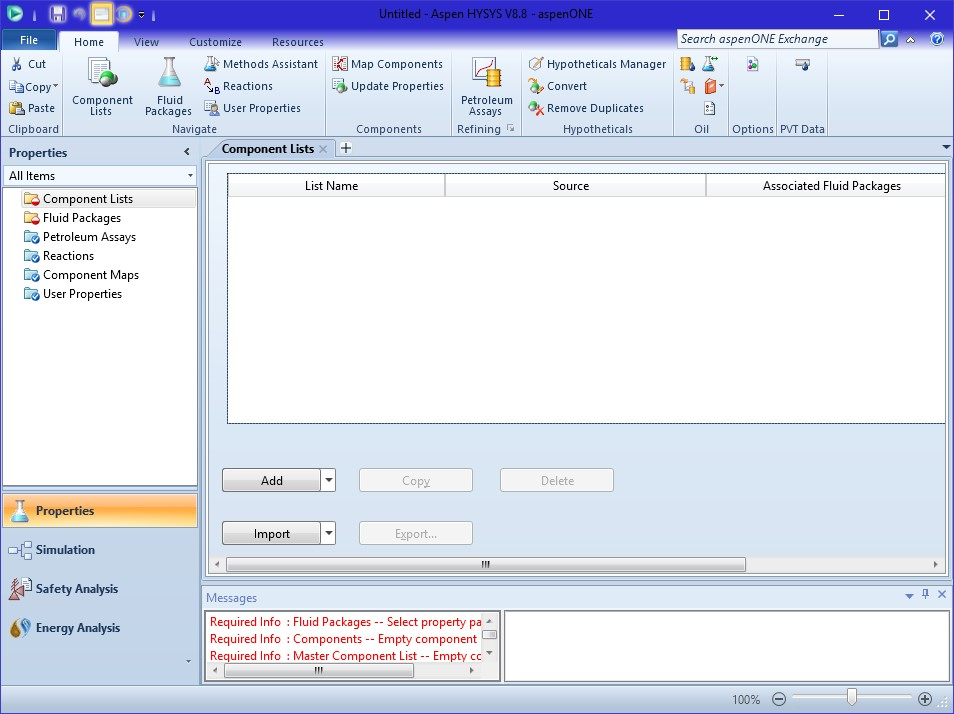 Untitled - Aspen HYSYS V8.8 - aspenONE
File Home View Customize Resources Search aspenONE Exchange
Cut
Copy
Paste
Clipboard
Component Lists
Fluid Packages
Methods Assistant
Reactions
User Properties
Navigate
Map Components
Update Properties
Components
Petroleum Assays
Refining
Hypotheticals Manager
Convert
Remove Duplicates
Hypotheticals
Oil
Options
PVT Data
Properties
All Items
Component Lists
Fluid Packages
Petroleum Assays
Reactions
Component Maps
User Properties
Properties
Simulation
Safety Analysis
Energy Analysis
Component Lists
List Name Source Associated Fluid Packages
Add Copy Delete
Import Export...
Messages
Required Info : Fluid Packages -- Select property pa
Required Info : Components -- Empty component
Required Info : Master Component List -- Empty cc
100%